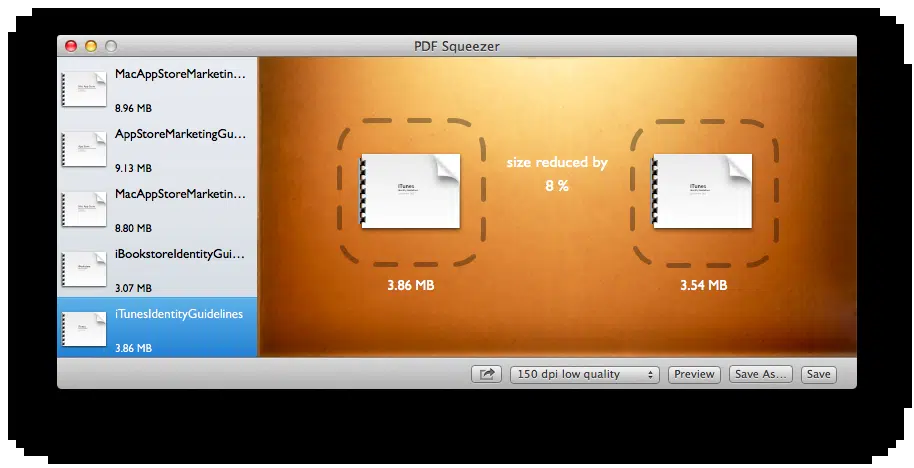 PDF Squeezer
MacAppStoreMarketin...
8.96 MB
AppStoreMarketingGu...
9.13 MB
MacAppStoreMarketin...
8.80 MB
iBookstoreIdentityGui...
3.07 MB
iTunesIdentityGuidelines
3.86 MB
iTunes
size reduced by
8 %
iTunes
3.86 MB
3.54 MB
150 dpi low quality
Preview
Save As...
Save